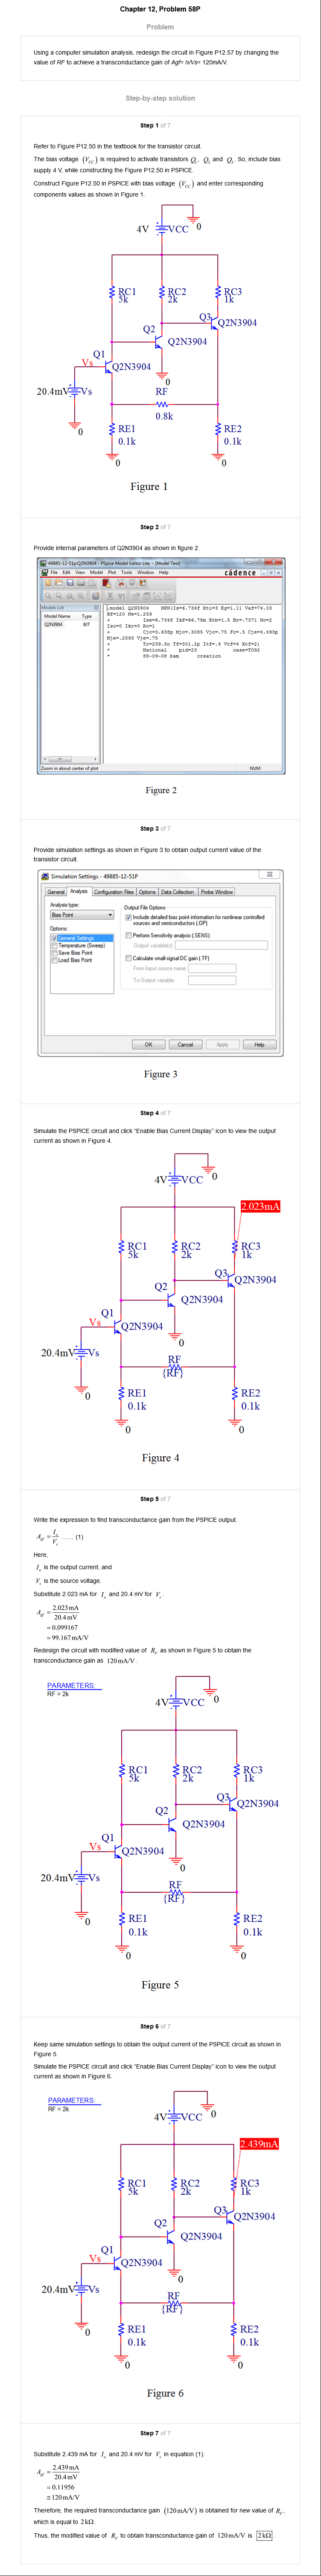 Chapter 12, Problem 58P
Problem
Using a computer simulation analysis, redesign the circuit in Figure P12.57 by changing the
value of RF to achieve a transconductance gain of Agf= io/Vs= 120mA/V.
Step-by-step solution
Step 1 of 7
Refer to Figure P12.50 in the textbook for the transistor circuit.
The bias voltage (V_CC) is required to activate transistors Q1, Q2 and Q3. So, include bias
supply 4 V, while constructing the Figure P12.50 in PSPICE.
Construct Figure P12.50 in PSPICE with bias voltage (V_CC) and enter corresponding
components values as shown in Figure 1.
4V VCC 0
RC1 RC2 RC3
5k 2k 1k
Q3
Q2N3904
Q2
Q2N3904
Q1
Vs Q2N3904
0
20.4mV Vs RF
0.8k
RE1 RE2
0 0.1k 0.1k
0 0
Figure 1
Step 2 of 7
Provide internal parameters of Q2N3904 as shown in figure 2.
49885-12-51p:Q2N3904 - PSpice Model Editor Lite - [Model Text]
File Edit View Model Plot Tools Window Help cādence
Models List
Model Name Type
Q2N3904 BJT
.model Q2N3904 NPN(Is=6.734f Xti=3 Eg=1.11 Vaf=74.03
Bf=120 Ne=1.259
+ Ise=6.734f Ikf=66.78m Xtb=1.5 Br=.7371 Nc=2
Isc=0 Ikr=0 Rc=1
+ Cjc=3.638p Mjc=.3085 Vjc=.75 Fc=.5 Cje=4.493p
Mje=.2593 Vje=.75
+ Tr=239.5n Tf=301.2p Itf=.4 Vtf=4 Xtf=2)
+ National pid=23 case=TO92
+ 88-09-08 bam creation
Zoom in about center of plot NUM
Figure 2
Step 3 of 7
Provide simulation settings as shown in Figure 3 to obtain output current value of the
transistor circuit.
Simulation Settings - 49885-12-51P
General Analysis Configuration Files Options Data Collection Probe Window
Analysis type:
Bias Point
Options:
General Settings
Temperature (Sweep)
Save Bias Point
Load Bias Point
Output File Options
Include detailed bias point information for nonlinear controlled
sources and semiconductors (.OP)
Perform Sensitivity analysis (.SENS)
Output variable(s):
Calculate small-signal DC gain (.TF)
From Input source name:
To Output variable:
OK Cancel Apply Help
Figure 3
Step 4 of 7
Simulate the PSPICE circuit and click "Enable Bias Current Display" icon to view the output
current as shown in Figure 4.
4V VCC 0
2.023mA
RC1 RC2 RC3
5k 2k 1k
Q3
Q2N3904
Q2
Q2N3904
Q1
Vs Q2N3904
0
20.4mV Vs RF
{RF}
RE1 RE2
0 0.1k 0.1k
0 0
Figure 4
Step 5 of 7
Write the expression to find transconductance gain from the PSPICE output.
A_gf = I_o / V_s ...... (1)
Here,
I_o is the output current, and
V_s is the source voltage.
Substitute 2.023 mA for I_o and 20.4 mV for V_s.
A_gf = 2.023 mA / 20.4 mV
= 0.099167
= 99.167 mA/V
Redesign the circuit with modified value of R_F as shown in Figure 5 to obtain the
transconductance gain as 120 mA/V.
PARAMETERS:
RF = 2k
4V VCC 0
RC1 RC2 RC3
5k 2k 1k
Q3
Q2N3904
Q2
Q2N3904
Q1
Vs Q2N3904
0
20.4mV Vs RF
{RF}
RE1 RE2
0 0.1k 0.1k
0 0
Figure 5
Step 6 of 7
Keep same simulation settings to obtain the output current of the PSPICE circuit as shown in
Figure 5.
Simulate the PSPICE circuit and click "Enable Bias Current Display" icon to view the output
current as shown in Figure 6.
PARAMETERS:
RF = 2k
4V VCC 0
2.439mA
RC1 RC2 RC3
5k 2k 1k
Q3
Q2N3904
Q2
Q2N3904
Q1
Vs Q2N3904
0
20.4mV Vs RF
{RF}
RE1 RE2
0 0.1k 0.1k
0 0
Figure 6
Step 7 of 7
Substitute 2.439 mA for I_o and 20.4 mV for V_s in equation (1).
A_gf = 2.439 mA / 20.4 mV
= 0.11956
≅ 120 mA/V
Therefore, the required transconductance gain (120 mA/V) is obtained for new value of R_F,
which is equal to 2 kΩ.
Thus, the modified value of R_F to obtain transconductance gain of 120 mA/V is 2 kΩ.